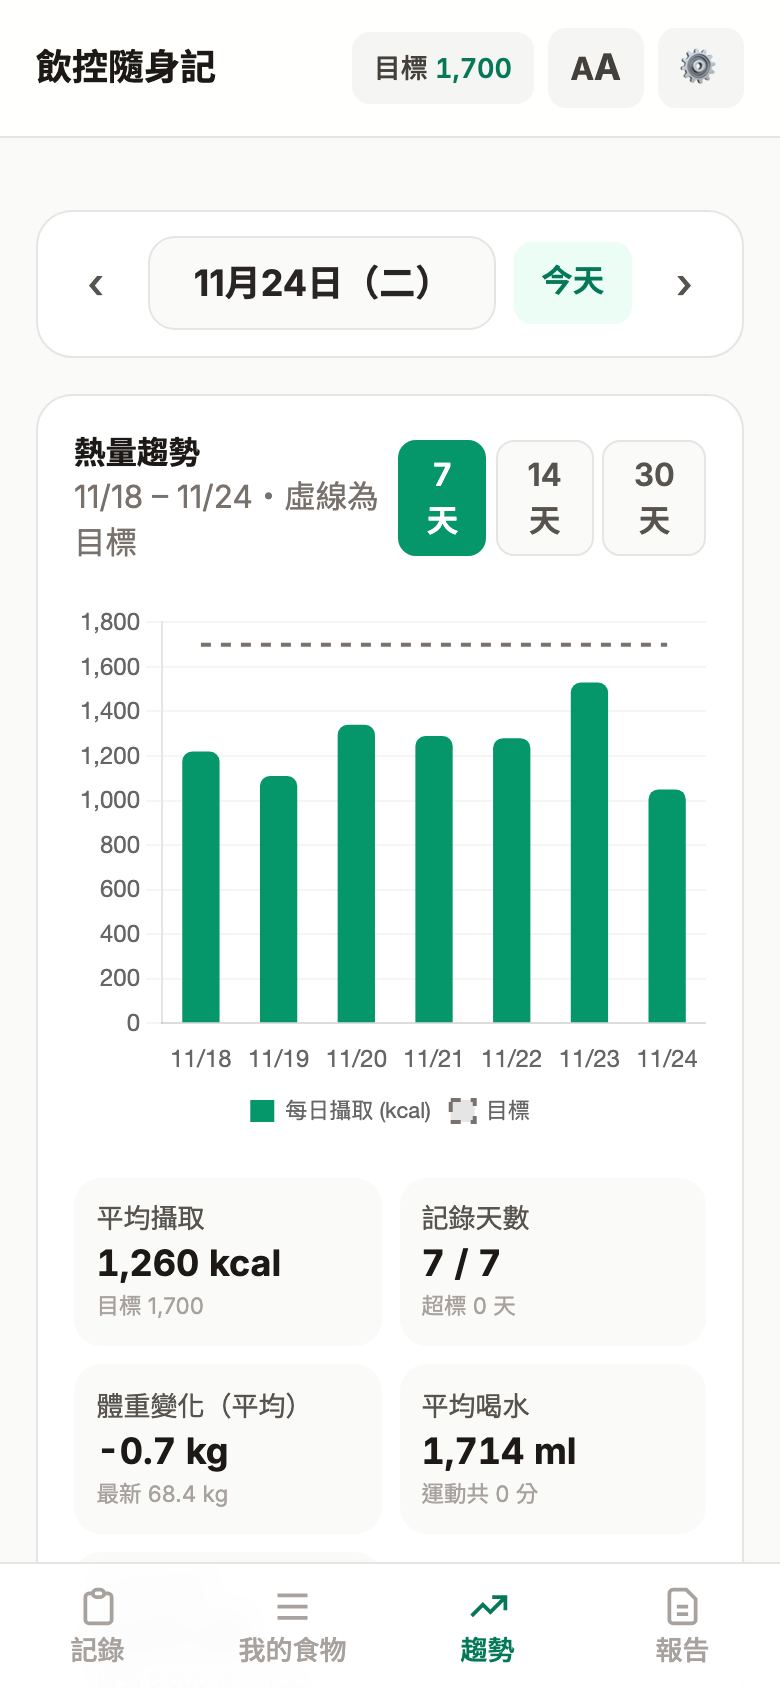 飲控隨身記
目標 1,700
AA
‹
11月24日（二）
今天
›
熱量趨勢
11/18 – 11/24・虛線為
目標
7
天
14
天
30
天
1,800
1,600
1,400
1,200
1,000
800
600
400
200
0
11/18 11/19 11/20 11/21 11/22 11/23 11/24
每日攝取 (kcal) 目標
平均攝取
1,260 kcal
目標 1,700
記錄天數
7 / 7
超標 0 天
體重變化（平均）
-0.7 kg
最新 68.4 kg
平均喝水
1,714 ml
運動共 0 分
記錄
我的食物
趨勢
報告